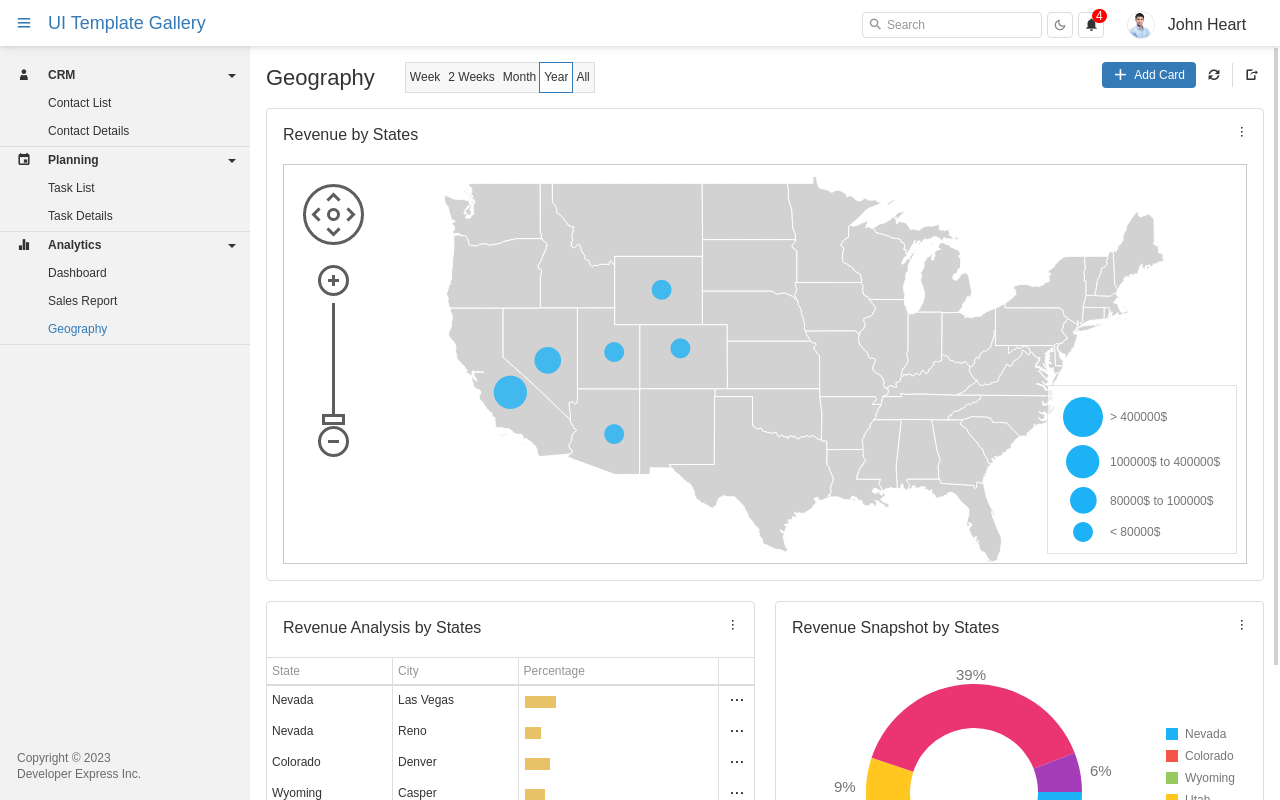 UI Template Gallery
Search
4
John Heart
CRM
Contact List
Contact Details
Planning
Task List
Task Details
Analytics
Dashboard
Sales Report
Geography
Copyright © 2023
Developer Express Inc.
Geography
Week 2 Weeks Month Year All
Add Card
Revenue by States
> 400000$
100000$ to 400000$
80000$ to 100000$
< 80000$
Revenue Analysis by States
State City Percentage
Nevada Las Vegas
Nevada Reno
Colorado Denver
Wyoming Casper
Revenue Snapshot by States
39%
6%
9%
Nevada
Colorado
Wyoming
Utah